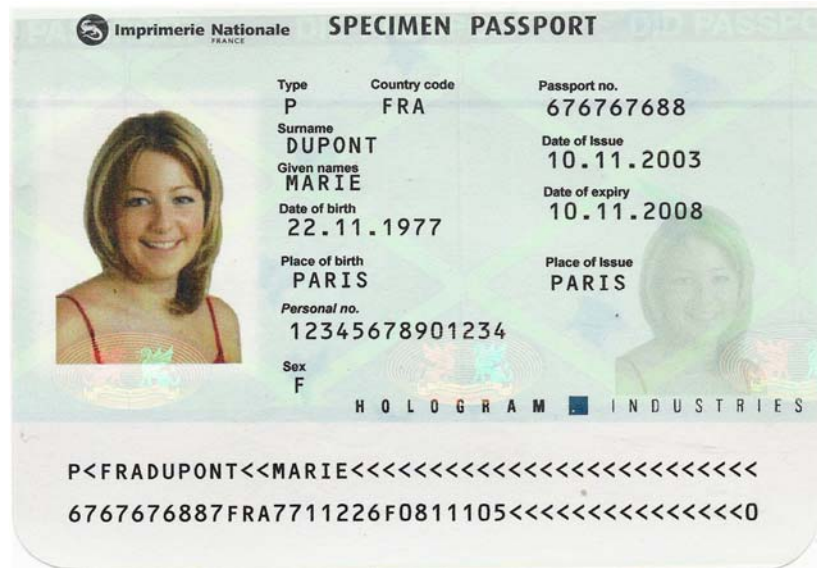 Imprimerie Nationale SPECIMEN PASSPORT
FRANCE
Type Country code Passport no.
P FRA 676767688
Surname
DUPONT
Date of Issue
10.11.2003
Given names
MARIE
Date of expiry
10.11.2008
Date of birth
22.11.1977
Place of birth
PARIS
Place of Issue
PARIS
Personal no.
12345678901234
Sex
F
HOLOGRAM INDUSTRIES
P<FRADUPONT<<MARIE<<<<<<<<<<<<<<<<<<<<<<<<<<
6767676887FRA7711226F0811105<<<<<<<<<<<<<<<0